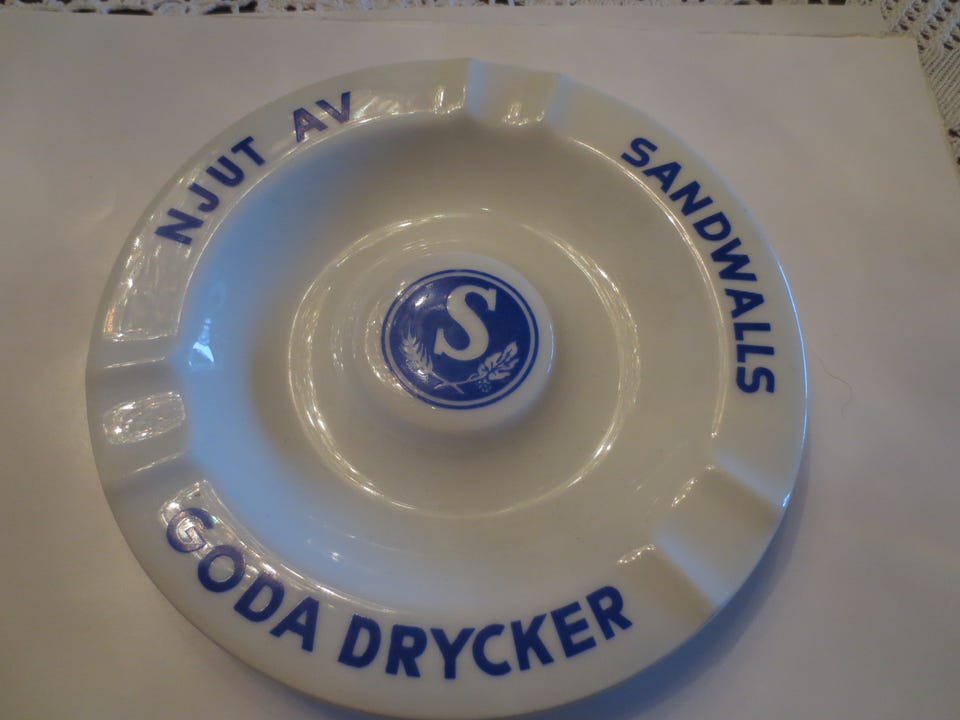 NJUT AV
SANDWALLS
GODA DRYCKER
S